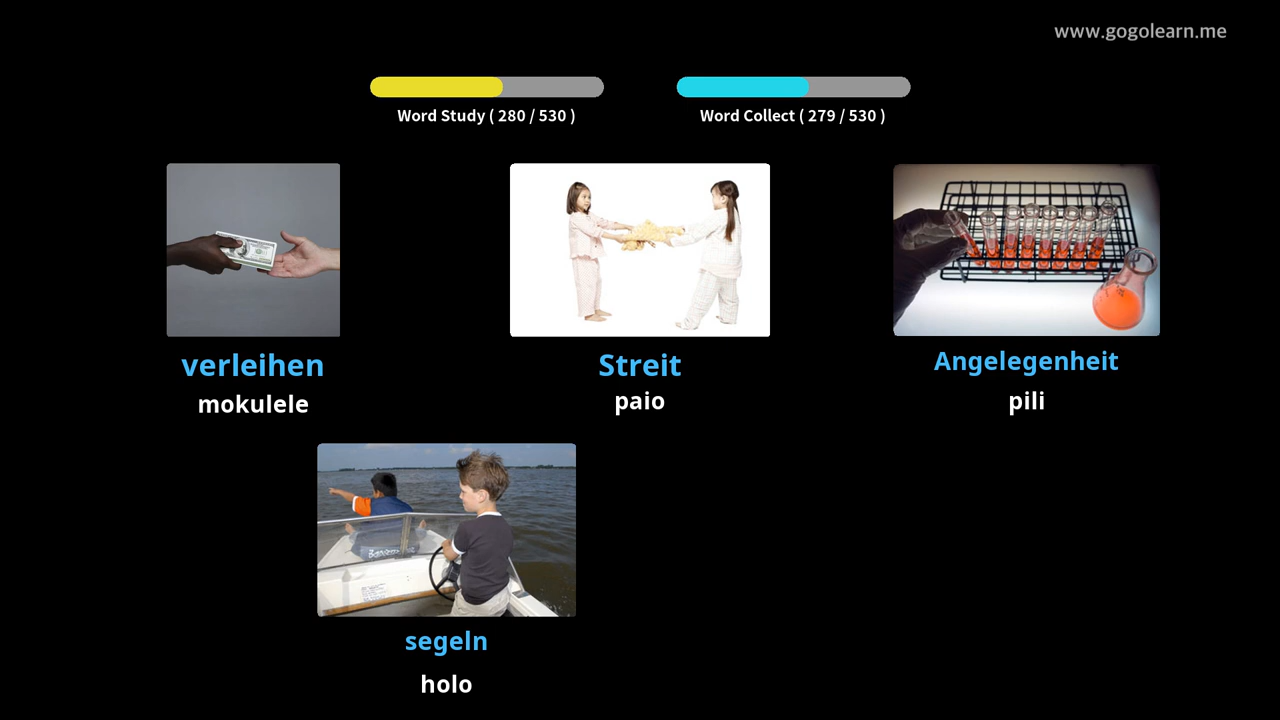 www.gogolearn.me
Word Study ( 280 / 530 )
Word Collect ( 279 / 530 )
verleihen
mokulele
Streit
paio
Angelegenheit
pili
segeln
holo